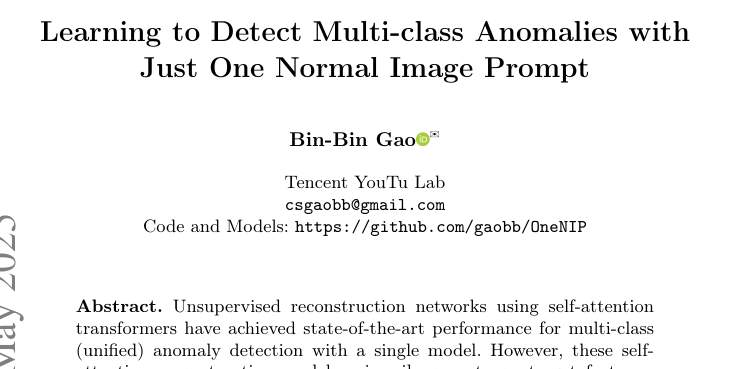 Learning to Detect Multi-class Anomalies with
Just One Normal Image Prompt
Bin-Bin Gao
Tencent YouTu Lab
csgaobb@gmail.com
Code and Models: https://github.com/gaobb/OneNIP
May 2025
Abstract. Unsupervised reconstruction networks using self-attention
transformers have achieved state-of-the-art performance for multi-class
(unified) anomaly detection with a single model. However, these self-